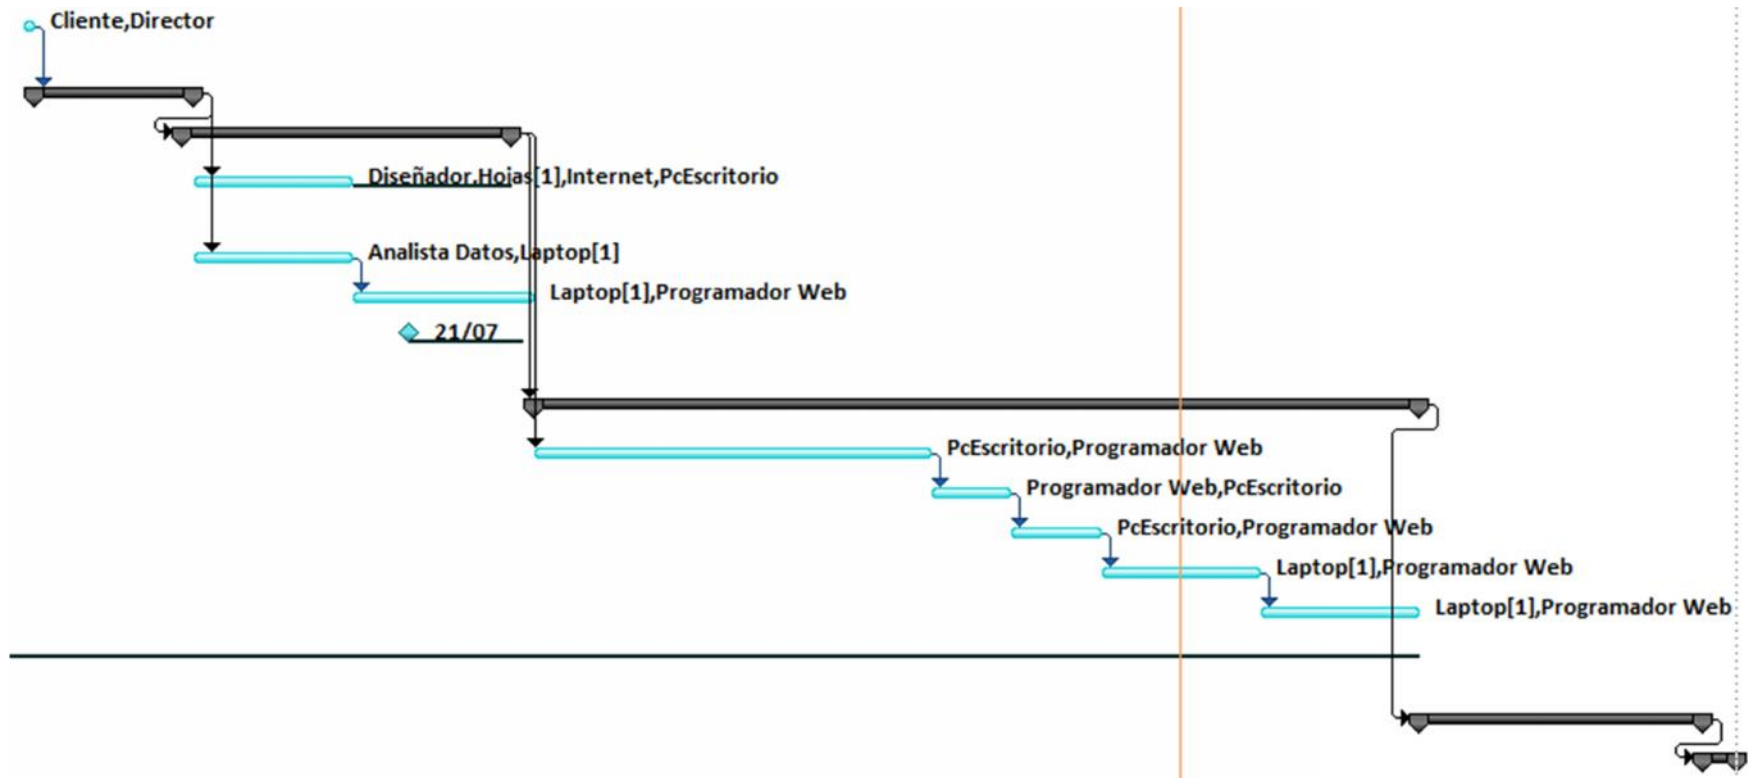 Cliente,Director
Diseñador,Hojas[1],Internet,PcEscritorio
Analista Datos,Laptop[1]
Laptop[1],Programador Web
21/07
PcEscritorio,Programador Web
Programador Web,PcEscritorio
PcEscritorio,Programador Web
Laptop[1],Programador Web
Laptop[1],Programador Web